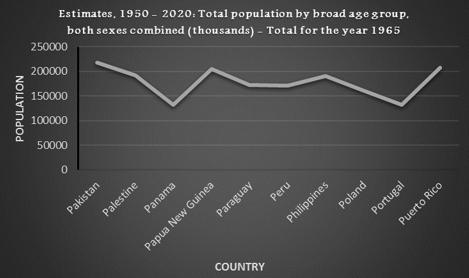 Estimates, 1950 – 2020: Total population by broad age group,
both sexes combined (thousands) – Total for the year 1965
250000
200000
150000
100000
50000
0
POPULATION
Pakistan
Palestine
Panama
Papua New Guinea
Paraguay
Peru
Philippines
Poland
Portugal
Puerto Rico
COUNTRY